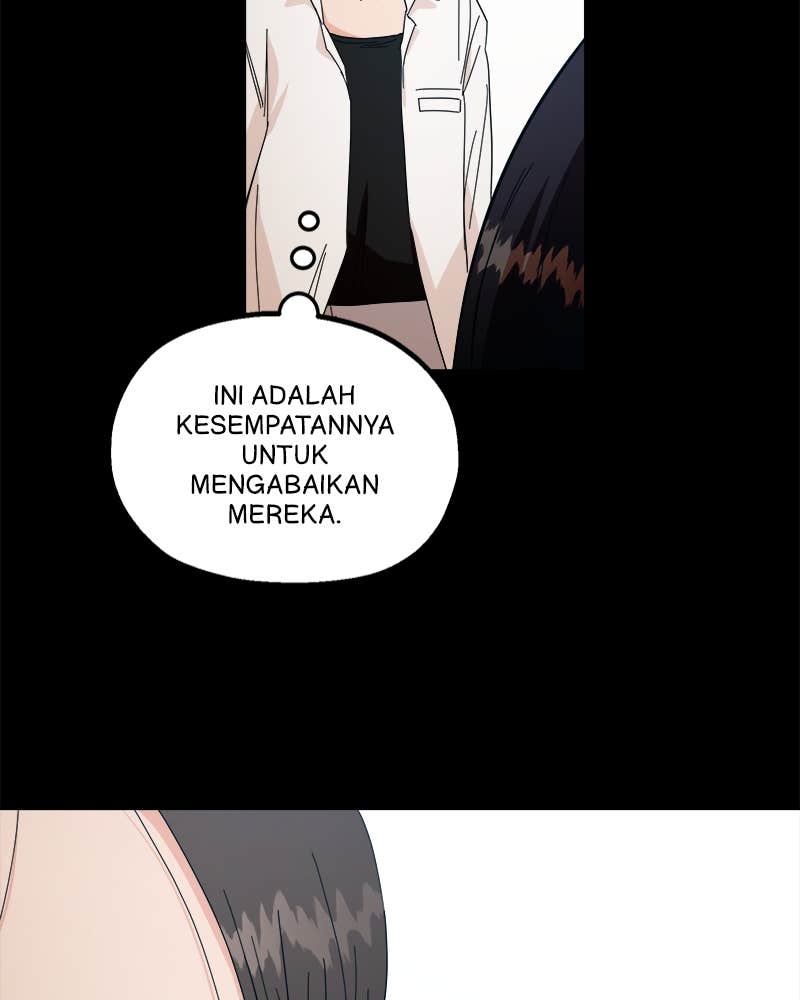 INI ADALAH
KESEMPATANNYA
UNTUK
MENGABAIKAN
MEREKA.